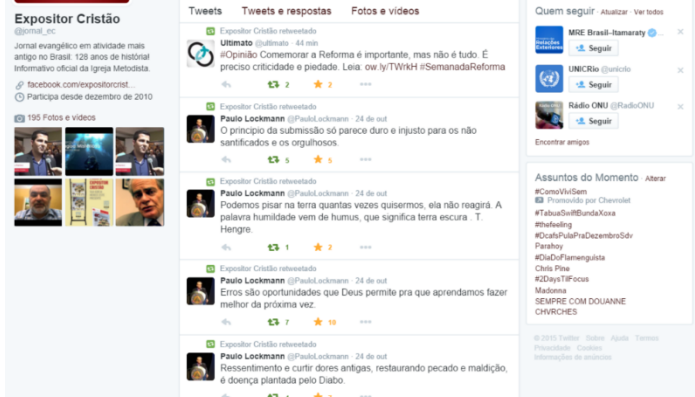 Expositor Cristão
@jornal_ec
Jornal evangélico em atividade mais
antigo no Brasil. 128 anos de história!
Informativo oficial da Igreja Metodista.
facebook.com/expositorcrist...
Participa desde dezembro de 2010
195 Fotos e vídeos
Tweets Tweets e respostas Fotos e vídeos
Expositor Cristão retweetado
Ultimato @ultimato · 44 min
#Opinião Comemorar a Reforma é importante, mas não é tudo. É
preciso criticidade e piedade. Leia: ow.ly/TWrkH #SemanadaReforma
2 2
Expositor Cristão retweetado
Paulo Lockmann @PauloLockmann · 24 de out
O princípio da submissão só parece duro e injusto para os não
santificados e os orgulhosos.
5 5
Expositor Cristão retweetado
Paulo Lockmann @PauloLockmann · 24 de out
Podemos pisar na terra quantas vezes quisermos, ela não reagirá. A
palavra humildade vem de humus, que significa terra escura . T.
Hengre.
1 2
Expositor Cristão retweetado
Paulo Lockmann @PauloLockmann · 24 de out
Erros são oportunidades que Deus permite pra que aprendamos fazer
melhor da próxima vez.
7 10
Expositor Cristão retweetado
Paulo Lockmann @PauloLockmann · 24 de out
Ressentimento e curtir dores antigas, restaurando pecado e maldição,
é doença plantada pelo Diabo.
Quem seguir · Atualizar · Ver todos
MRE Brasil-Itamaraty
Seguir
UNICRio @unicrio
Seguir
Rádio ONU @RadioONU
Seguir
Encontrar amigos
Assuntos do Momento · Alterar
#ComoViviSem
Promovido por Chevrolet
#TabuaSwiftBundaXoxa
#thefeeling
#DcafsPulaPraDezembroSdv
Parahoy
#DiaDoFlamenguista
Chris Pine
#2DaysTilFocus
Madonna
SEMPRE COM DOUANNE
CHVRCHES
© 2015 Twitter Sobre Ajuda Termos
Privacidade Cookies
Informações de anúncios